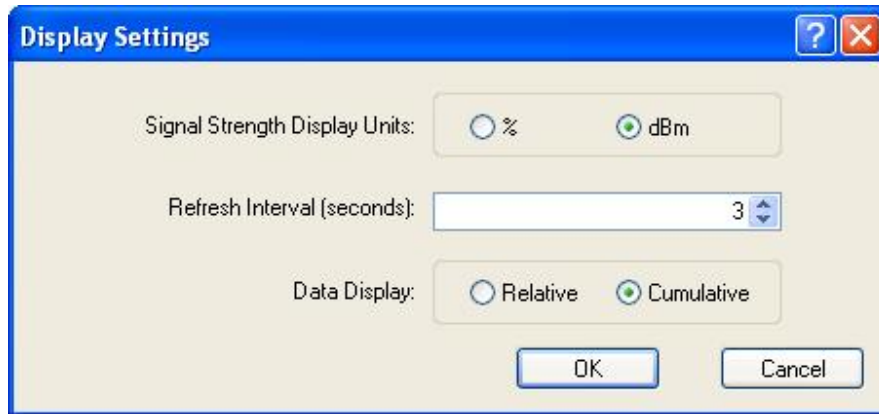 Display Settings
Signal Strength Display Units: % dBm
Refresh Interval (seconds): 3
Data Display: Relative Cumulative
OK Cancel